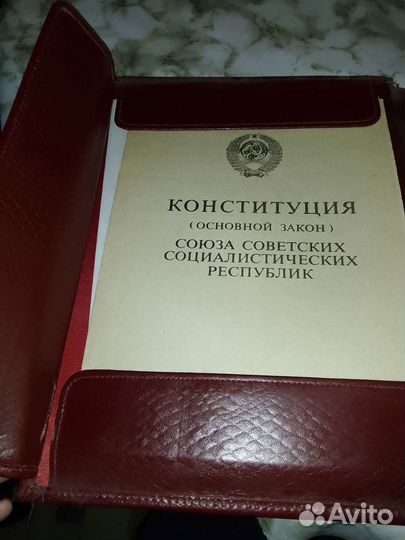 КОНСТИТУЦИЯ
(ОСНОВНОЙ ЗАКОН)
СОЮЗА СОВЕТСКИХ
СОЦИАЛИСТИЧЕСКИХ
РЕСПУБЛИК
Avito